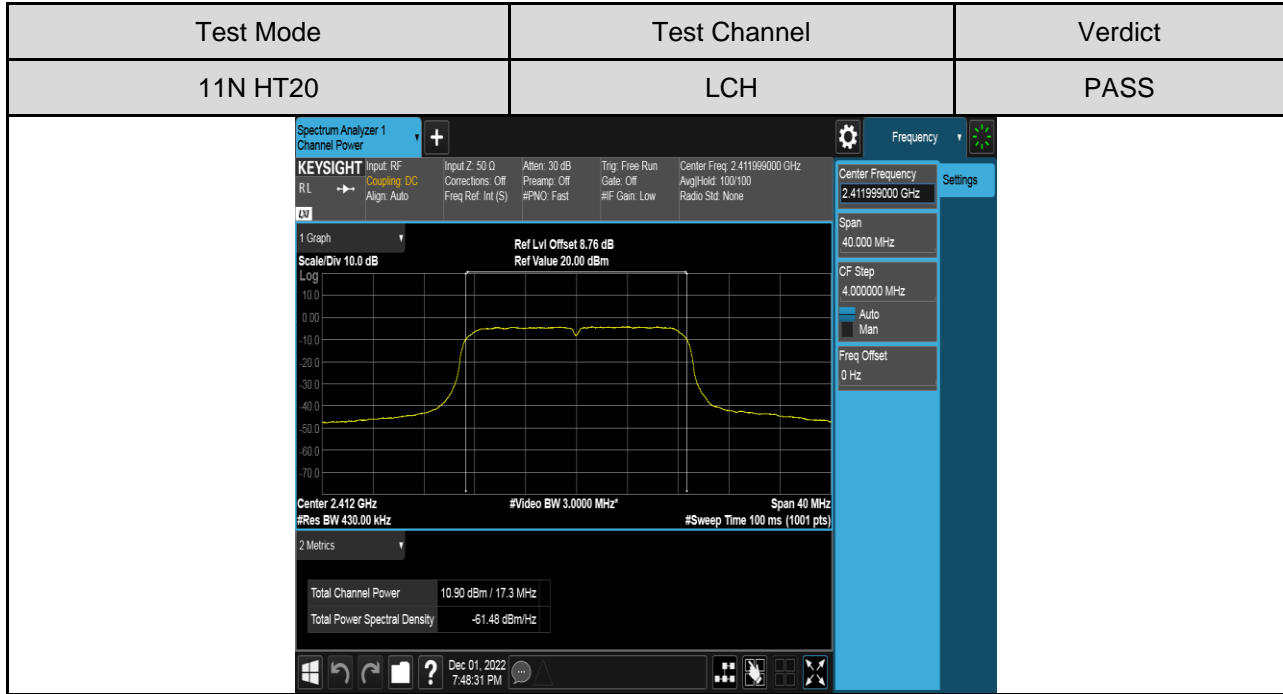 Test Mode Test Channel Verdict
11N HT20 LCH PASS
Spectrum Analyzer 1
Channel Power
+
Frequency
KEYSIGHT Input: RF Input Z: 50 Ω Atten: 30 dB Trig: Free Run Center Freq: 2.411999000 GHz
RL Coupling: DC Corrections: Off Preamp: Off Gate: Off Avg|Hold: 100/100
Align: Auto Freq Ref: Int (S) #PNO: Fast #IF Gain: Low Radio Std: None
LXI
Center Frequency
2.411999000 GHz
Settings
Span
40.000 MHz
CF Step
4.000000 MHz
Auto
Man
Freq Offset
0 Hz
1 Graph
Ref Lvl Offset 8.76 dB
Scale/Div 10.0 dB Ref Value 20.00 dBm
Log
10.0
0.00
-10.0
-20.0
-30.0
-40.0
-50.0
-60.0
-70.0
Center 2.412 GHz #Video BW 3.0000 MHz* Span 40 MHz
#Res BW 430.00 kHz #Sweep Time 100 ms (1001 pts)
2 Metrics
Total Channel Power 10.90 dBm / 17.3 MHz
Total Power Spectral Density -61.48 dBm/Hz
? Dec 01, 2022
7:48:31 PM